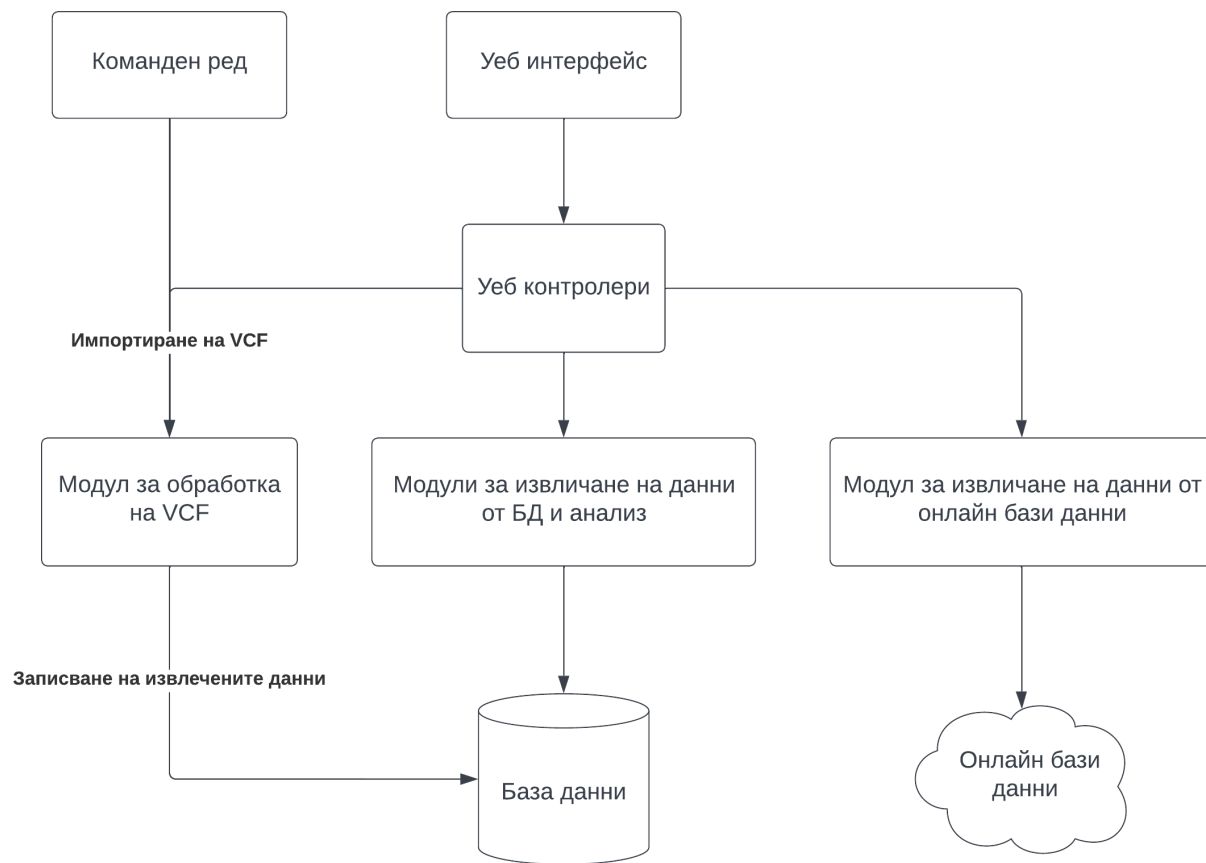 Команден ред
Уеб интерфейс
Уеб контролери
Импортиране на VCF
Модул за обработка
на VCF
Модули за извличане на данни
от БД и анализ
Модул за извличане на данни от
онлайн бази данни
Записване на извлечените данни
База данни
Онлайн бази
данни